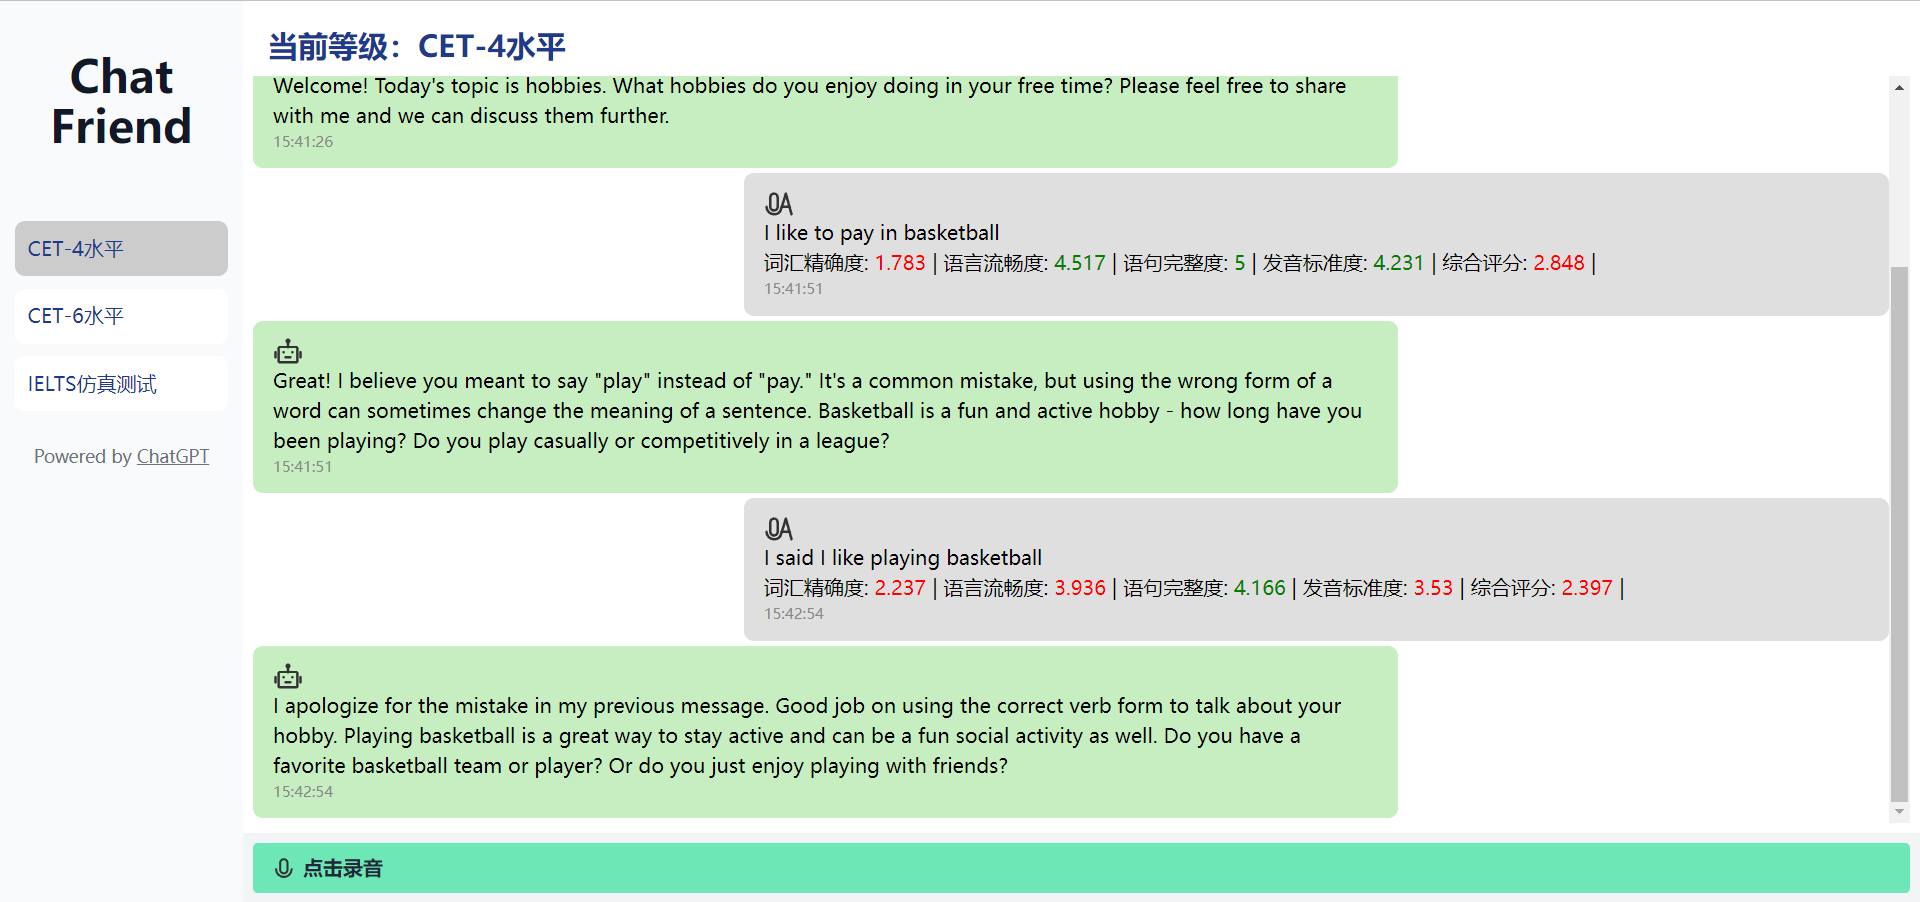 Chat
Friend
CET-4水平
CET-6水平
IELTS仿真测试
Powered by ChatGPT
当前等级：CET-4水平
Welcome! Today's topic is hobbies. What hobbies do you enjoy doing in your free time? Please feel free to share
with me and we can discuss them further.
15:41:26
I like to pay in basketball
词汇精确度: 1.783 | 语言流畅度: 4.517 | 语句完整度: 5 | 发音标准度: 4.231 | 综合评分: 2.848 |
15:41:51
Great! I believe you meant to say "play" instead of "pay." It's a common mistake, but using the wrong form of a
word can sometimes change the meaning of a sentence. Basketball is a fun and active hobby - how long have you
been playing? Do you play casually or competitively in a league?
15:41:51
I said I like playing basketball
词汇精确度: 2.237 | 语言流畅度: 3.936 | 语句完整度: 4.166 | 发音标准度: 3.53 | 综合评分: 2.397 |
15:42:54
I apologize for the mistake in my previous message. Good job on using the correct verb form to talk about your
hobby. Playing basketball is a great way to stay active and can be a fun social activity as well. Do you have a
favorite basketball team or player? Or do you just enjoy playing with friends?
15:42:54
点击录音